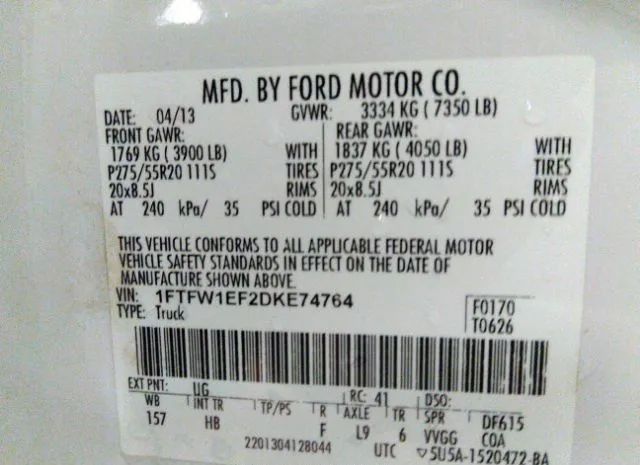 MFD. BY FORD MOTOR CO.
DATE: 04/13 GVWR: 3334 KG ( 7350 LB)
FRONT GAWR: REAR GAWR:
1769 KG ( 3900 LB) WITH 1837 KG ( 4050 LB) WITH
P275/55R20 111S TIRES P275/55R20 111S TIRES
20x8.5J RIMS 20x8.5J RIMS
AT 240 kPa/ 35 PSI COLD AT 240 kPa/ 35 PSI COLD
THIS VEHICLE CONFORMS TO ALL APPLICABLE FEDERAL MOTOR
VEHICLE SAFETY STANDARDS IN EFFECT ON THE DATE OF
MANUFACTURE SHOWN ABOVE.
VIN: 1FTFW1EF2DKE74764 F0170
TYPE: Truck T0626
EXT PNT: UG RC: 41 DSO:
WB INT TR TP/PS R AXLE TR SPR DF615
157 HB F L9 6 VVGG COA
2201304128044 UTC ▽5U5A-1520472-BA